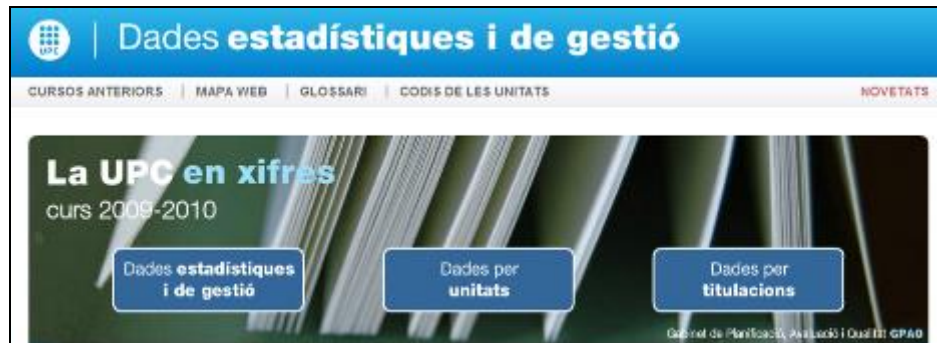 UPC | Dades estadístiques i de gestió
CURSOS ANTERIORS | MAPA WEB | GLOSSARI | CODIS DE LES UNITATS NOVETATS
La UPC en xifres
curs 2009-2010
Dades estadístiques
i de gestió
Dades per
unitats
Dades per
titulacions
Gabinet de Planificació, Avaluació i Qualitat GPAQ